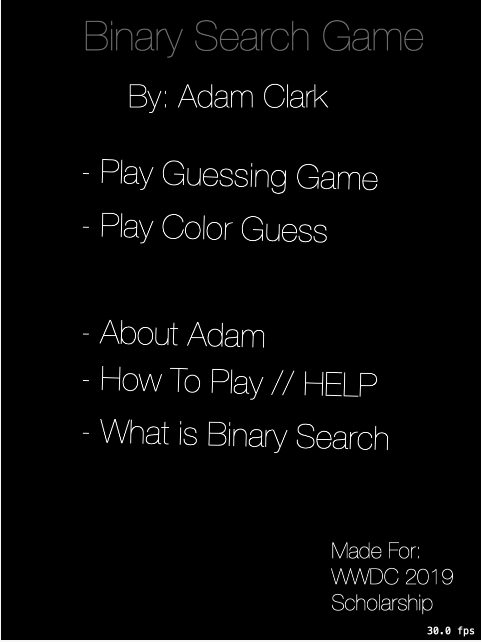 Binary Search Game
By: Adam Clark
- Play Guessing Game
- Play Color Guess
- About Adam
- How To Play // HELP
- What is Binary Search
Made For:
WWDC 2019
Scholarship
30.0 fps